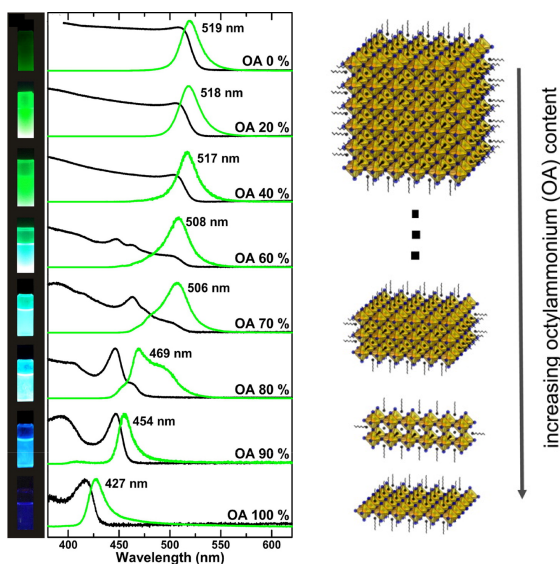 519 nm
OA 0 %
518 nm
OA 20 %
517 nm
OA 40 %
508 nm
OA 60 %
506 nm
OA 70 %
469 nm
OA 80 %
454 nm
OA 90 %
427 nm
OA 100 %
400 450 500 550 600
Wavelength (nm)
increasing octylammonium (OA) content